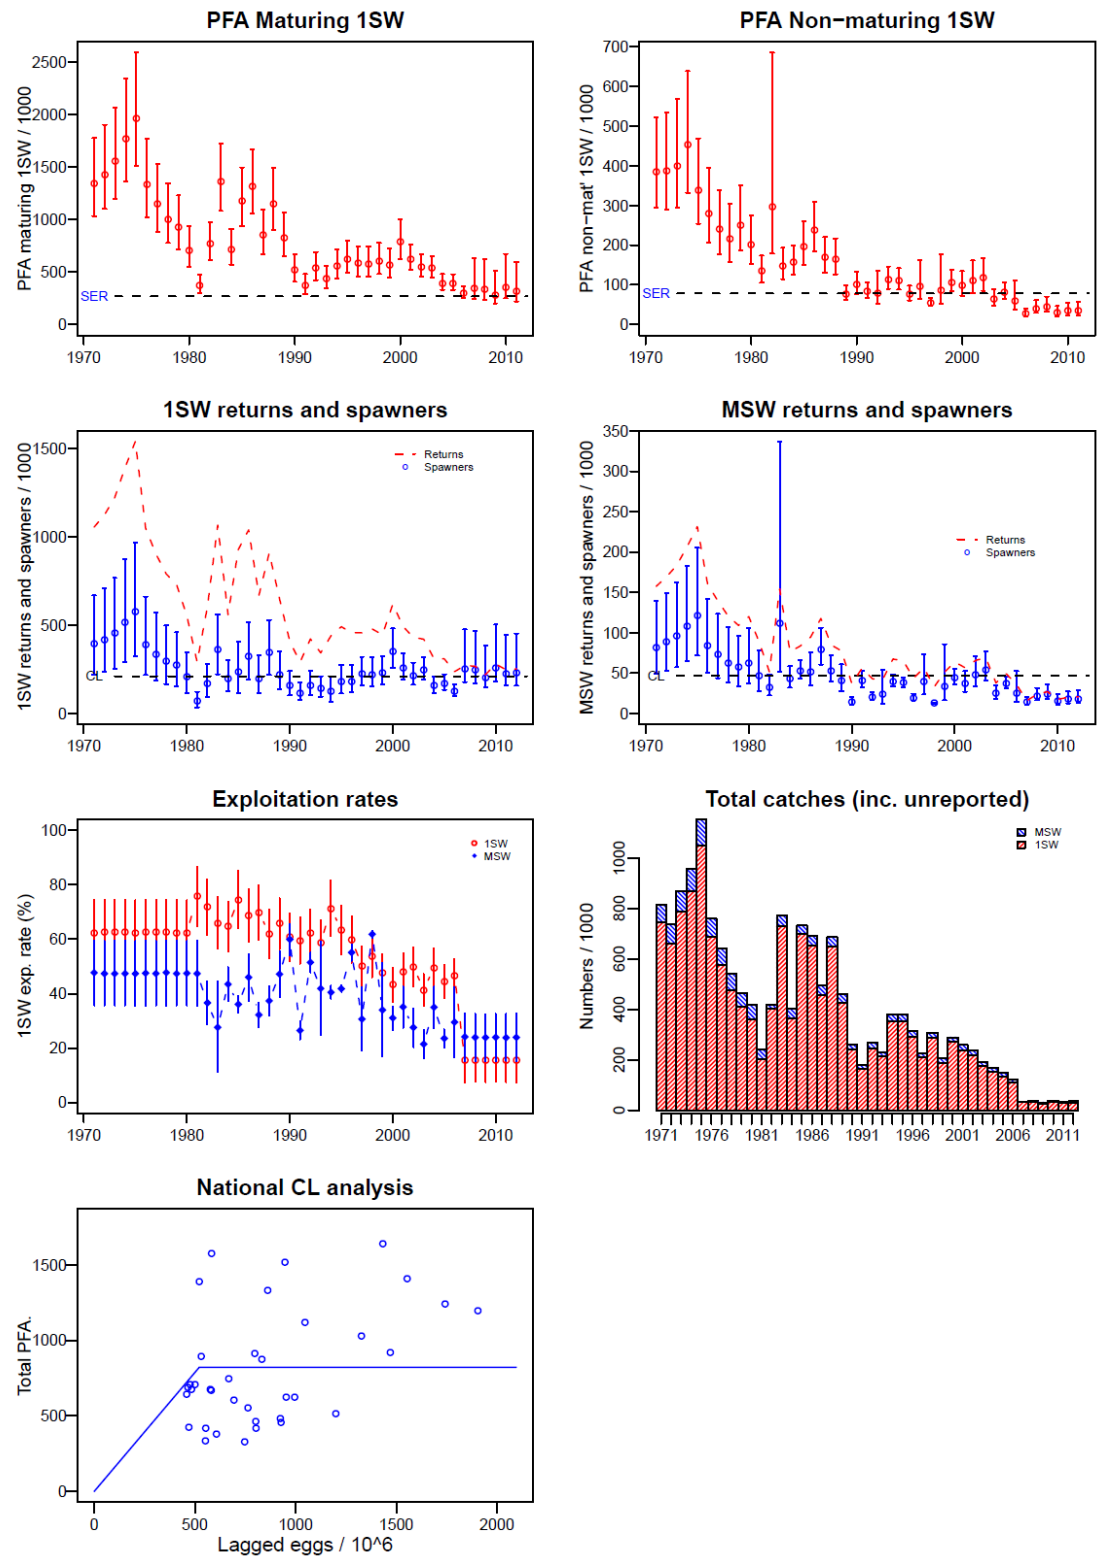 PFA Maturing 1SW
PFA maturing 1SW / 1000
2500
2000
1500
1000
500
0
SER
1970 1980 1990 2000 2010
PFA Non−maturing 1SW
PFA non−mat' 1SW / 1000
700
600
500
400
300
200
100
0
SER
1970 1980 1990 2000 2010
1SW returns and spawners
1SW returns and spawners / 1000
1500
1000
500
0
Returns
Spawners
CL
1970 1980 1990 2000 2010
MSW returns and spawners
MSW returns and spawners / 1000
350
300
250
200
150
100
50
0
Returns
Spawners
CL
1970 1980 1990 2000 2010
Exploitation rates
1SW exp. rate (%)
100
80
60
40
20
0
1SW
MSW
1970 1980 1990 2000 2010
Total catches (inc. unreported)
Numbers / 1000
1000
800
600
400
200
0
MSW
1SW
1971 1976 1981 1986 1991 1996 2001 2006 2011
National CL analysis
Total PFA.
1500
1000
500
0
0 500 1000 1500 2000
Lagged eggs / 10^6